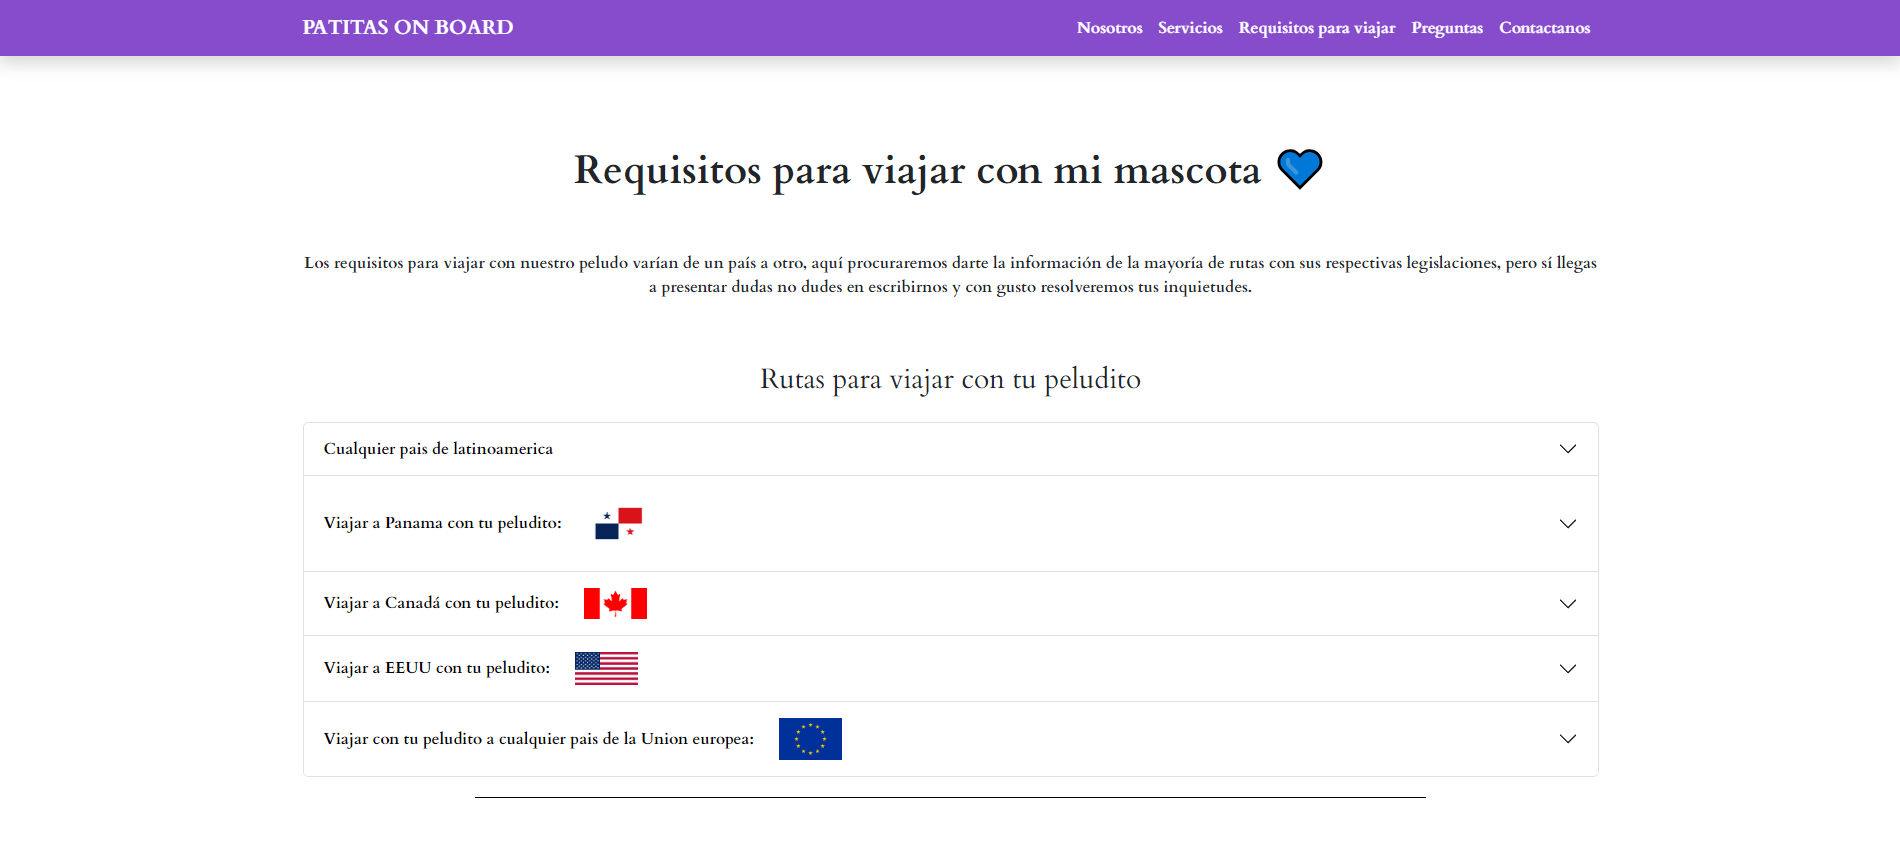 PATITAS ON BOARD
Nosotros Servicios Requisitos para viajar Preguntas Contactanos
Requisitos para viajar con mi mascota
Los requisitos para viajar con nuestro peludo varían de un país a otro, aquí procuraremos darte la información de la mayoría de rutas con sus respectivas legislaciones, pero sí llegas
a presentar dudas no dudes en escribirnos y con gusto resolveremos tus inquietudes.
Rutas para viajar con tu peludito
Cualquier pais de latinoamerica
Viajar a Panama con tu peludito:
Viajar a Canadá con tu peludito:
Viajar a EEUU con tu peludito:
Viajar con tu peludito a cualquier pais de la Union europea: